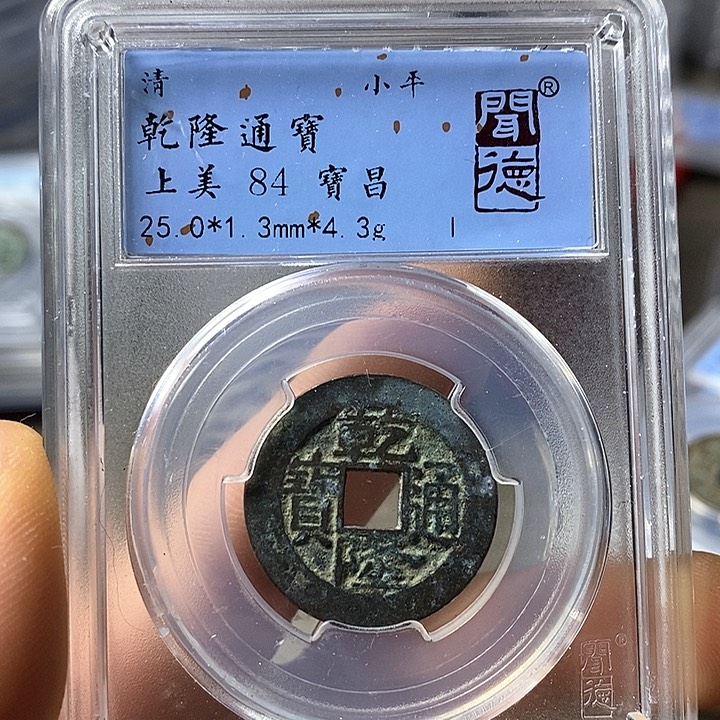 清 小平
乾隆通寶
上美 84 寶昌
25.0*1.3mm*4.3g |
聞德®
乾隆通寶
聞德®